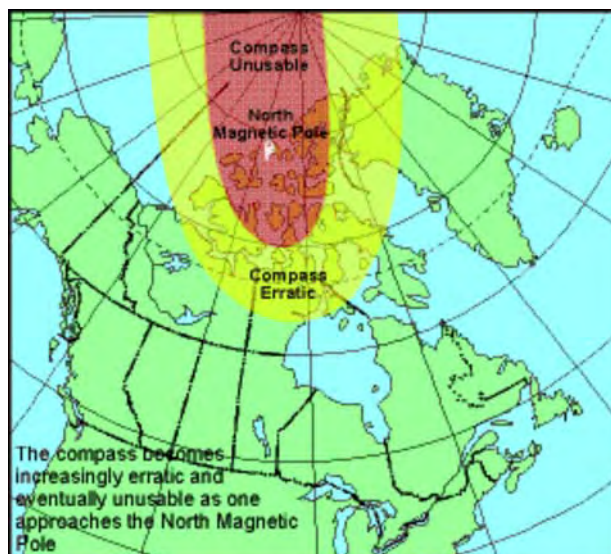 Compass
Unusable
North
Magnetic Pole
Compass
Erratic
The compass becomes
increasingly erratic and
eventually unusable as one
approaches the North Magnetic
Pole